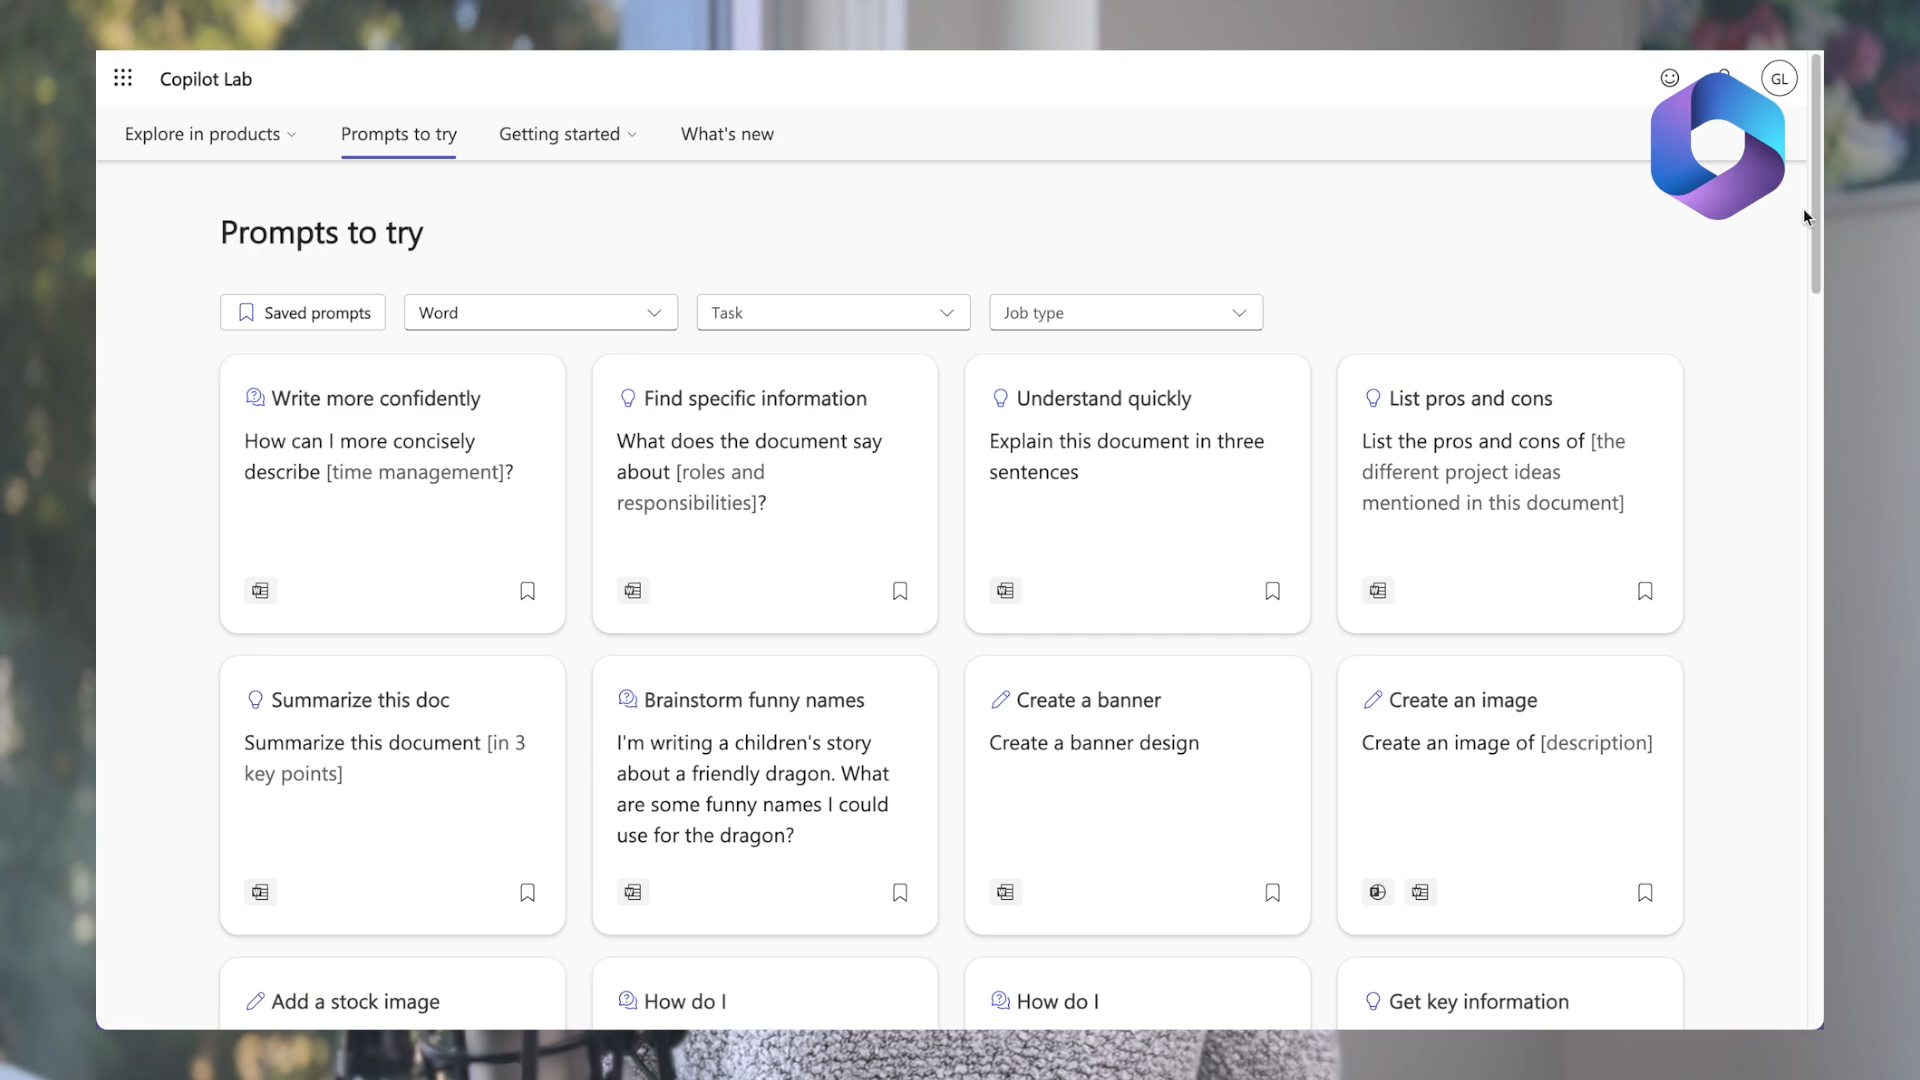 Copilot Lab
GL
Explore in products
Prompts to try
Getting started
What's new
Prompts to try
Saved prompts
Word
Task
Job type
Write more confidently
How can I more concisely
describe [time management]?
Find specific information
What does the document say
about [roles and
responsibilities]?
Understand quickly
Explain this document in three
sentences
List pros and cons
List the pros and cons of [the
different project ideas
mentioned in this document]
Summarize this doc
Summarize this document [in 3
key points]
Brainstorm funny names
I'm writing a children's story
about a friendly dragon. What
are some funny names I could
use for the dragon?
Create a banner
Create a banner design
Create an image
Create an image of [description]
Add a stock image
How do I
How do I
Get key information